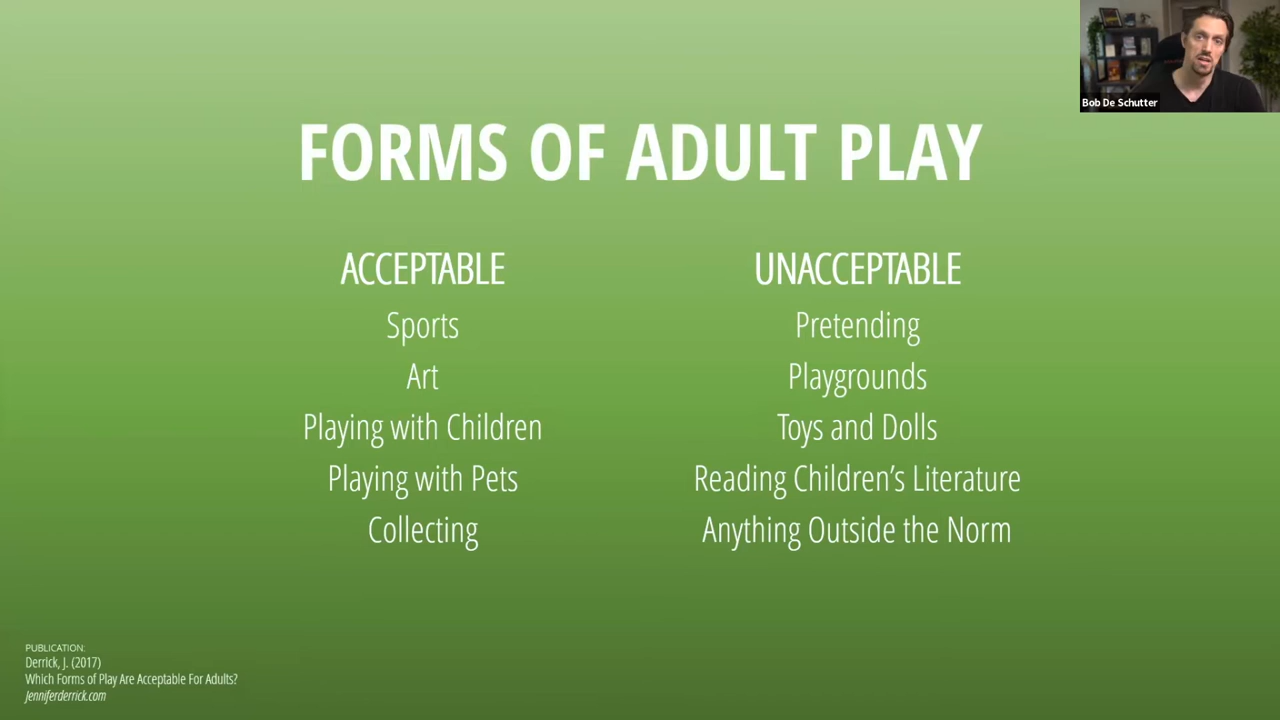 Bob De Schutter
FORMS OF ADULT PLAY
ACCEPTABLE
Sports
Art
Playing with Children
Playing with Pets
Collecting
UNACCEPTABLE
Pretending
Playgrounds
Toys and Dolls
Reading Children’s Literature
Anything Outside the Norm
PUBLICATION:
Derrick, J. (2017)
Which Forms of Play Are Acceptable For Adults?
Jenniferderrick.com